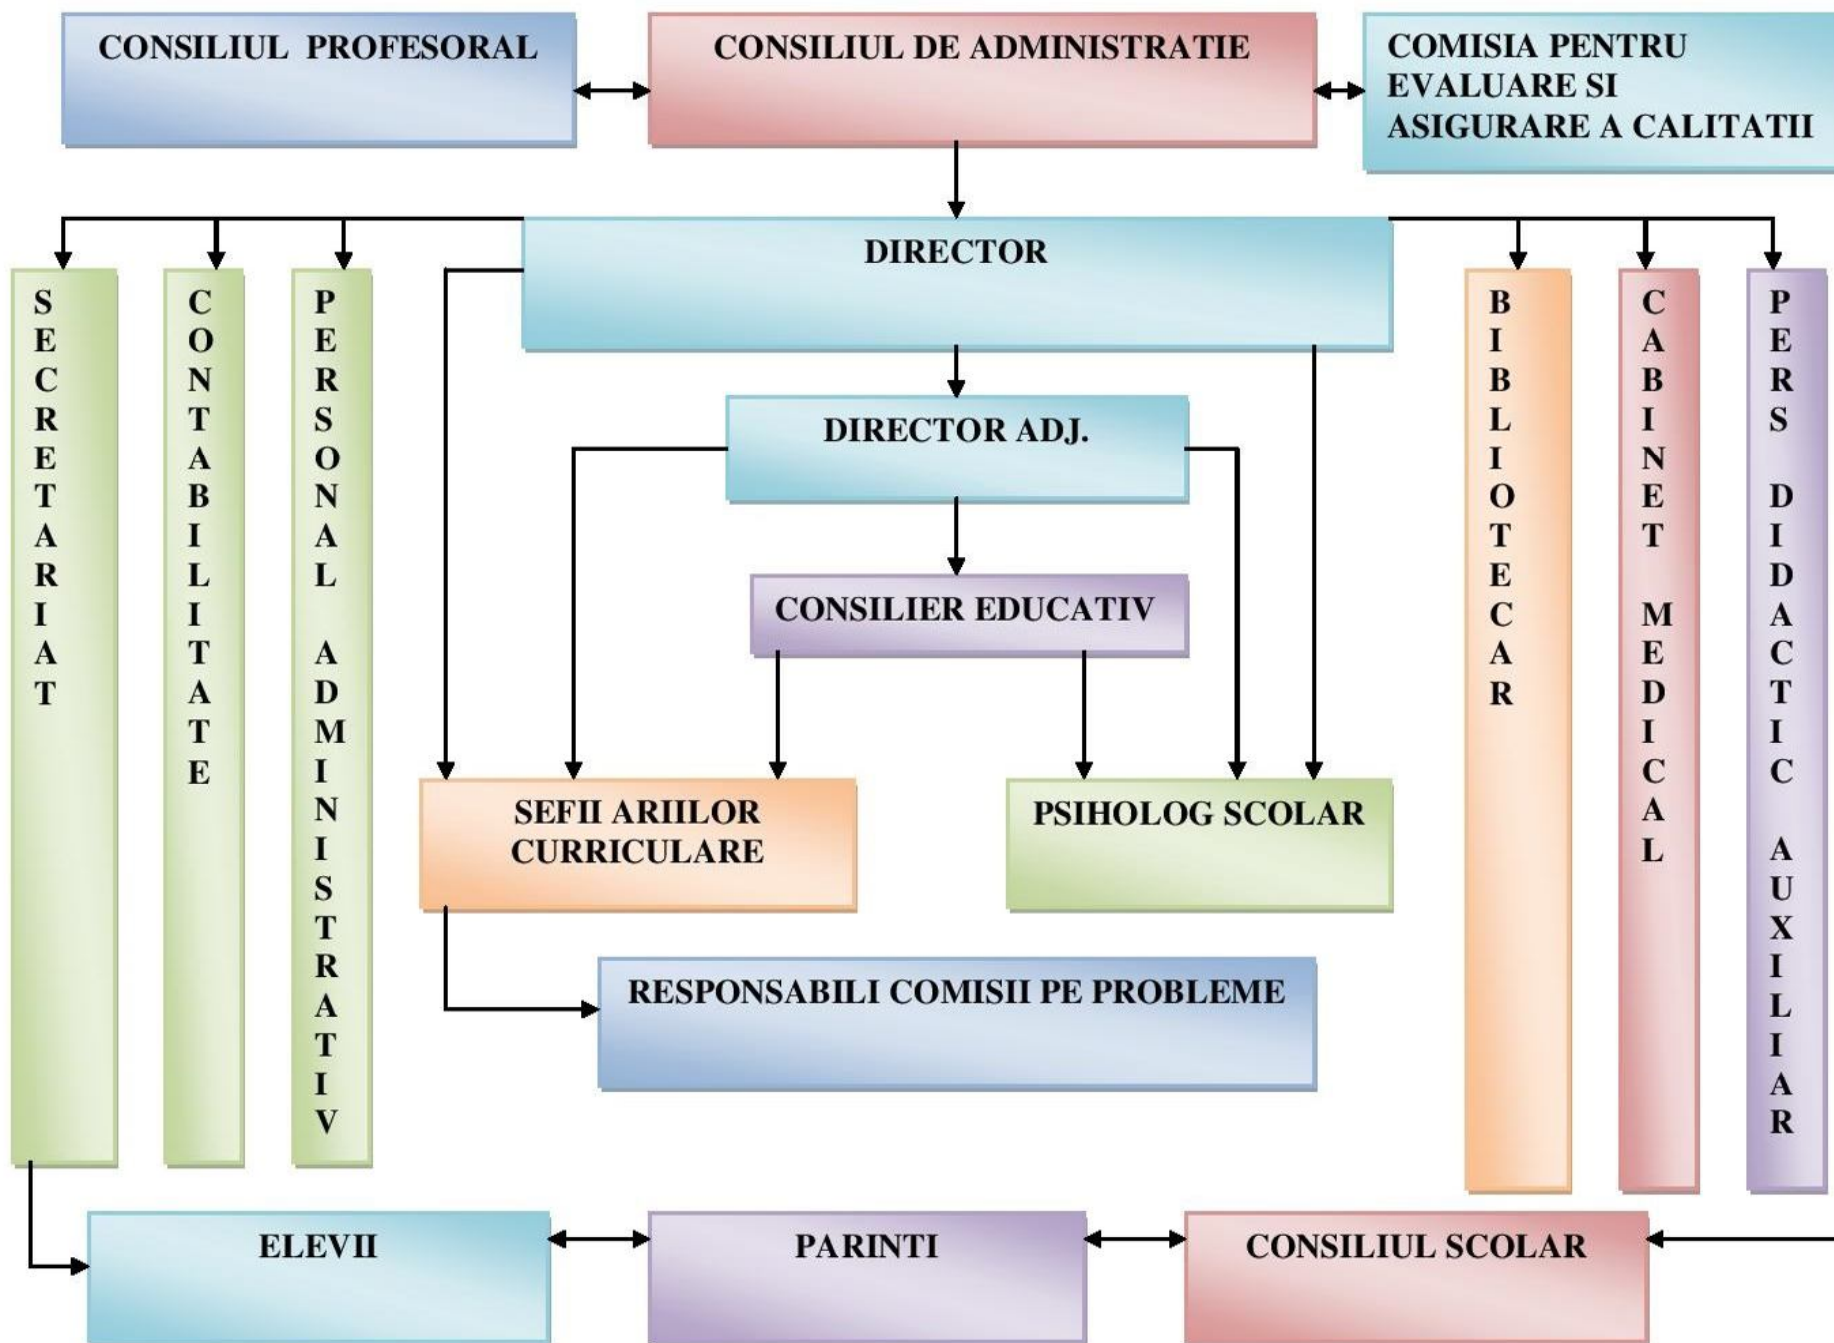 CONSILIUL PROFESORAL
CONSILIUL DE ADMINISTRATIE
COMISIA PENTRU
EVALUARE SI
ASIGURARE A CALITATII
DIRECTOR
SECRETARIAT
CONTABILITATE
PERSONAL ADMINISTRATIV
BIBLIOTECAR
CABINET MEDICAL
PERS DIDACTIC AUXILIAR
DIRECTOR ADJ.
CONSILIER EDUCATIV
SEFII ARIILOR
CURRICULARE
PSIHOLOG SCOLAR
RESPONSABILI COMISII PE PROBLEME
ELEVII
PARINTI
CONSILIUL SCOLAR